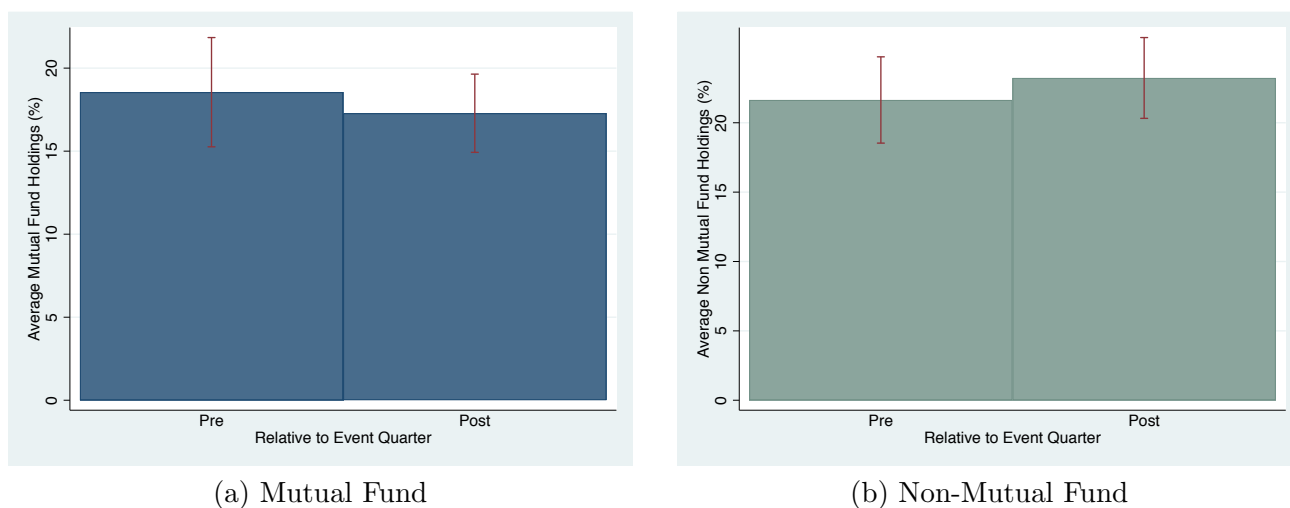 Average Mutual Fund Holdings (%)
20
15
10
5
0
Pre
Post
Relative to Event Quarter
(a) Mutual Fund
Average Non Mutual Fund Holdings (%)
20
15
10
5
0
Pre
Post
Relative to Event Quarter
(b) Non-Mutual Fund